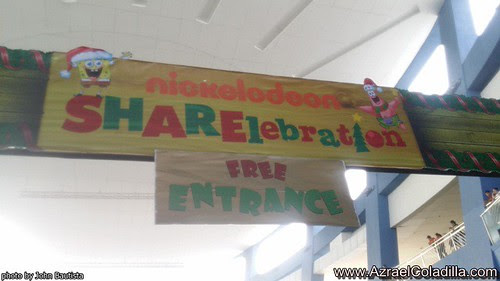 nickelodeon
SHARElebration
FREE
ENTRANCE
photo by John Bautista
www.AzraelColadilla.com